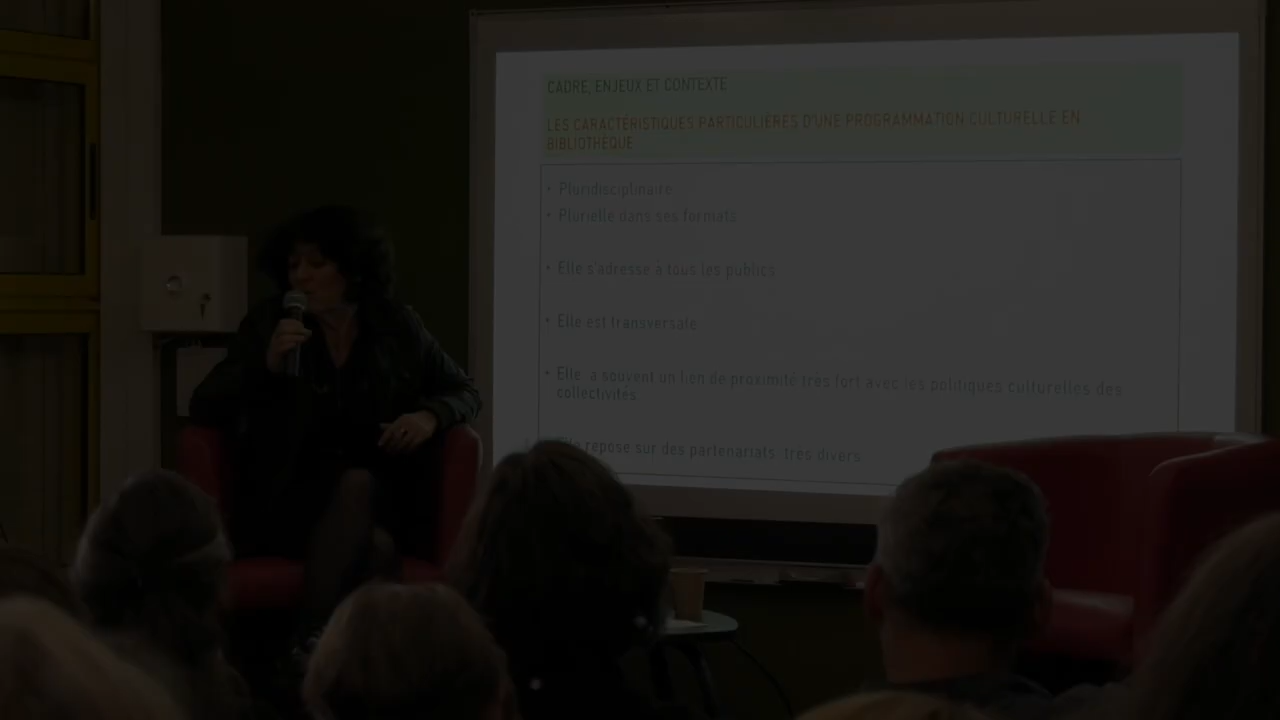 CADRE, ENJEUX ET CONTEXTE
LES CARACTÉRISTIQUES PARTICULIÈRES D'UNE PROGRAMMATION CULTURELLE EN
BIBLIOTHÈQUE
• Pluridisciplinaire
• Plurielle dans ses formats
• Elle s'adresse à tous les publics
• Elle est transversale
• Elle a souvent un lien de proximité très fort avec les politiques culturelles des
collectivités
repose sur des partenariats très divers